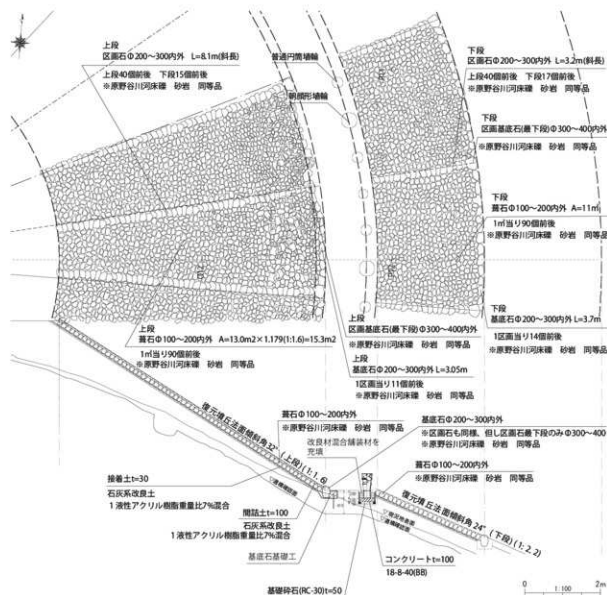 上段
区画石Φ200～300内外 L=8.1m(斜長)
上段40個前後 下段15個前後
※原野谷川河床礫 砂岩 同等品
普通円筒埴輪
朝顔形埴輪
下段
区画石Φ200～300内外 L=3.2m(斜長)
上段40個前後 下段17個前後
※原野谷川河床礫 砂岩 同等品
下段
区画基底石(最下段)Φ300～400内外
※原野谷川河床礫 砂岩 同等品
下段
葺石Φ100～200内外 A=11㎡
1㎡当り90個前後
※原野谷川河床礫 砂岩 同等品
下段
基底石Φ200～300内外 L=3.7m
1区画当り14個前後
※原野谷川河床礫 砂岩 同等品
上段
葺石Φ100～200内外 A=13.0m2×1.179(1:1.6)=15.3m2
1㎡当り90個前後
※原野谷川河床礫 砂岩 同等品
上段
区画基底石(最下段)Φ300～400内外
※原野谷川河床礫 砂岩 同等品
上段
基底石Φ200～300内外 L=3.05m
1区画当り11個前後
※原野谷川河床礫 砂岩 同等品
葺石Φ100～200内外
※原野谷川河床礫 砂岩 同等品
改良材混合舗装材を
充填
基底石Φ200～300内外
※区画石も同様、但し区画石最下段のみΦ300～400
※原野谷川河床礫 砂岩 同等品
葺石Φ100～200内外
※原野谷川河床礫 砂岩 同等品
復元墳丘法面傾斜角32°(上段)(1:1.6)
復元墳丘法面傾斜角24°(下段)(1:2.2)
接着土t=30
石灰系改良土
1液性アクリル樹脂重量比7%混合
間詰土t=100
石灰系改良土
1液性アクリル樹脂重量比7%混合
基底石基礎工
コンクリートt=100
18-8-40(BB)
基礎砕石(RC-30)t=50
0 1:100 2m